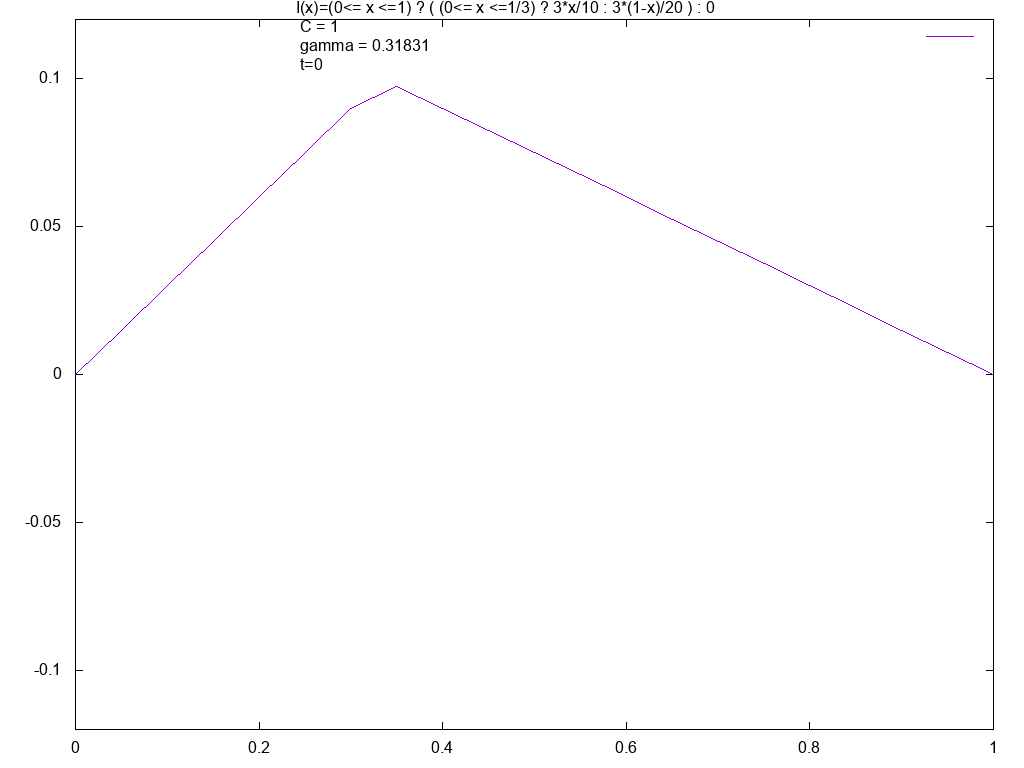 I(x)=(0<= x <=1) ? ( (0<= x <=1/3) ? 3*x/10 : 3*(1-x)/20 ) : 0
C = 1
gamma = 0.31831
t=0
0.1
0.05
0
-0.05
-0.1
0 0.2 0.4 0.6 0.8 1